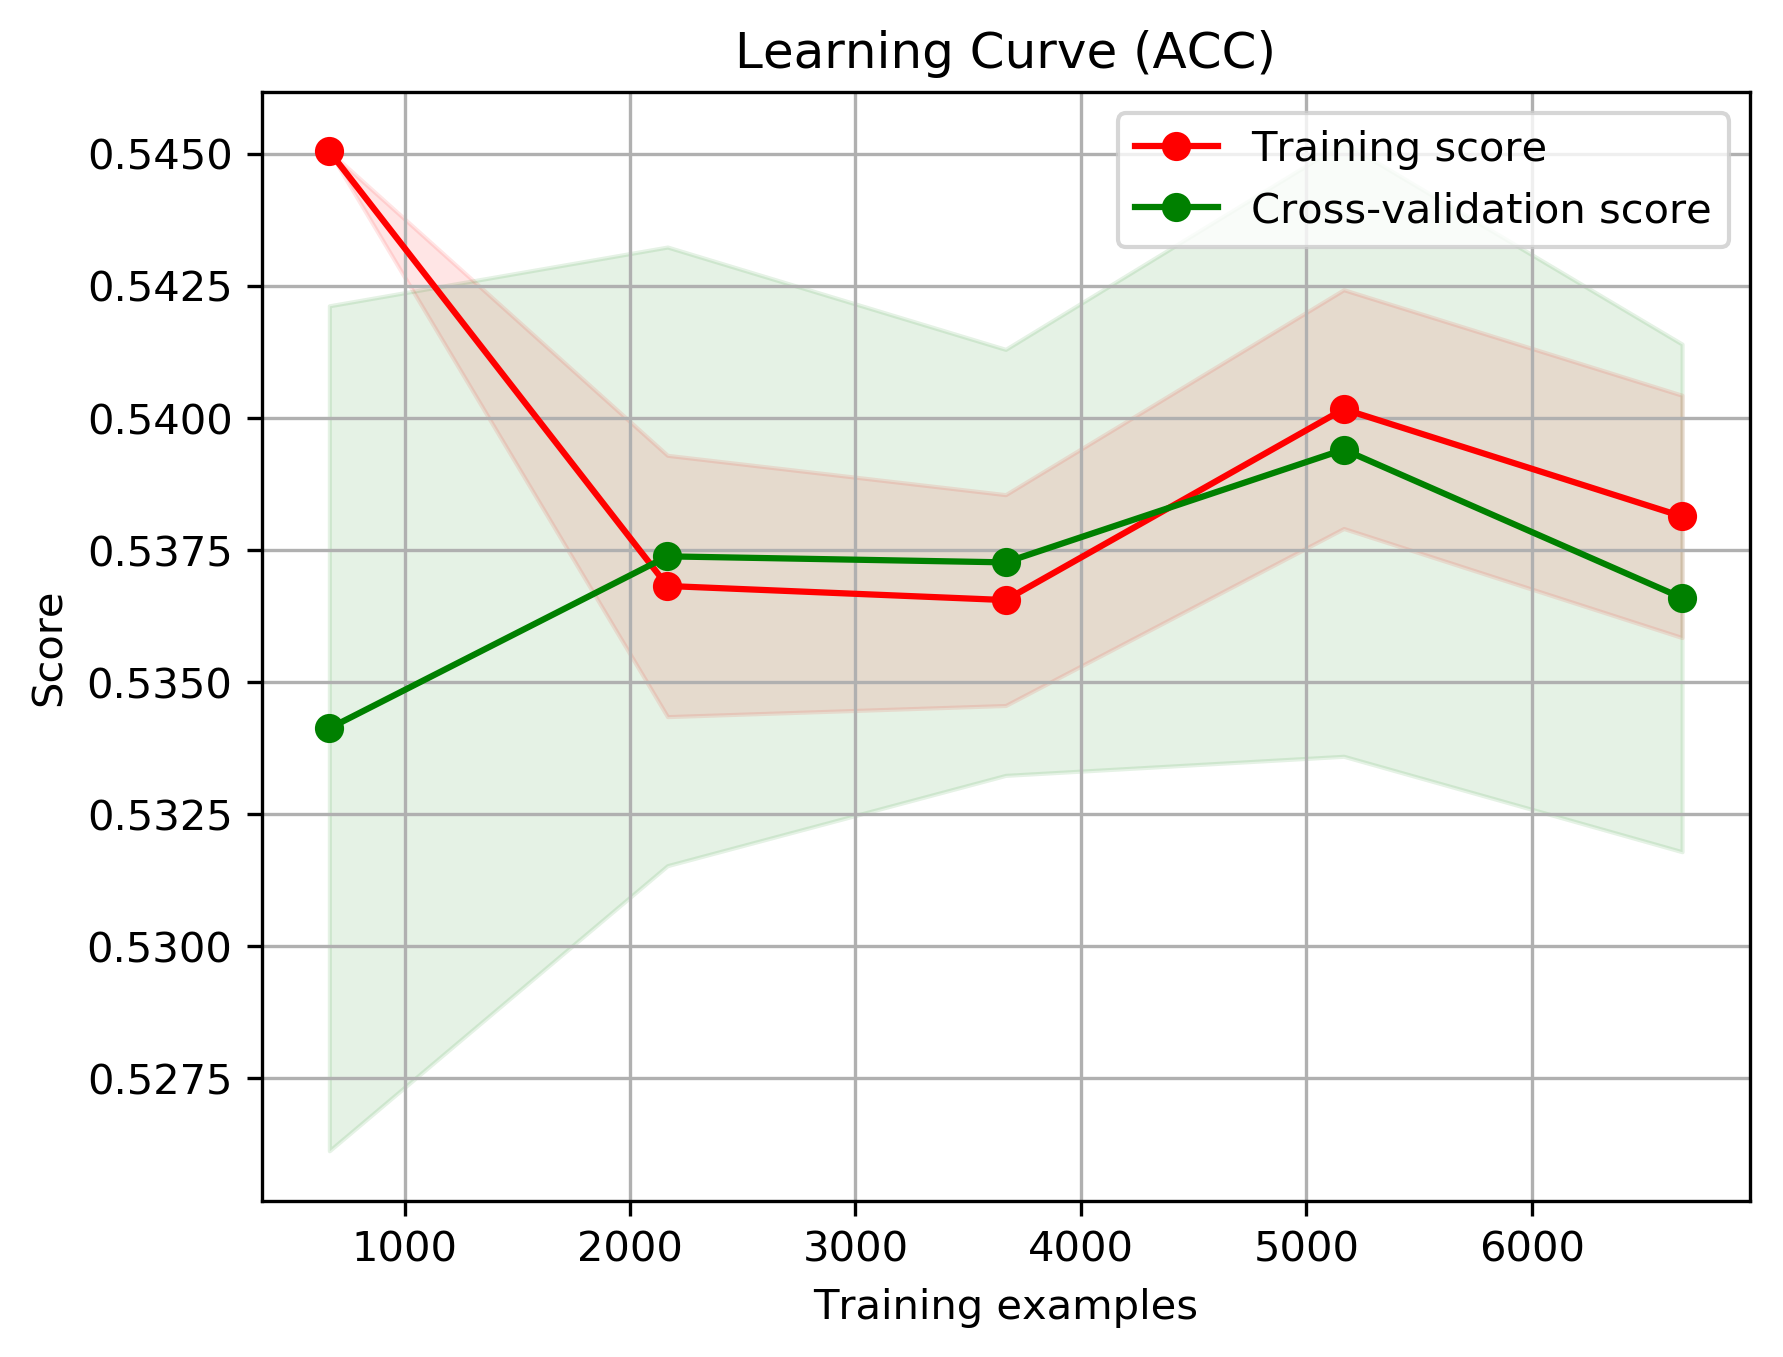 Learning Curve (ACC)
Training score
Cross-validation score
0.5450
0.5425
0.5400
0.5375
0.5350
0.5325
0.5300
0.5275
Score
1000 2000 3000 4000 5000 6000
Training examples